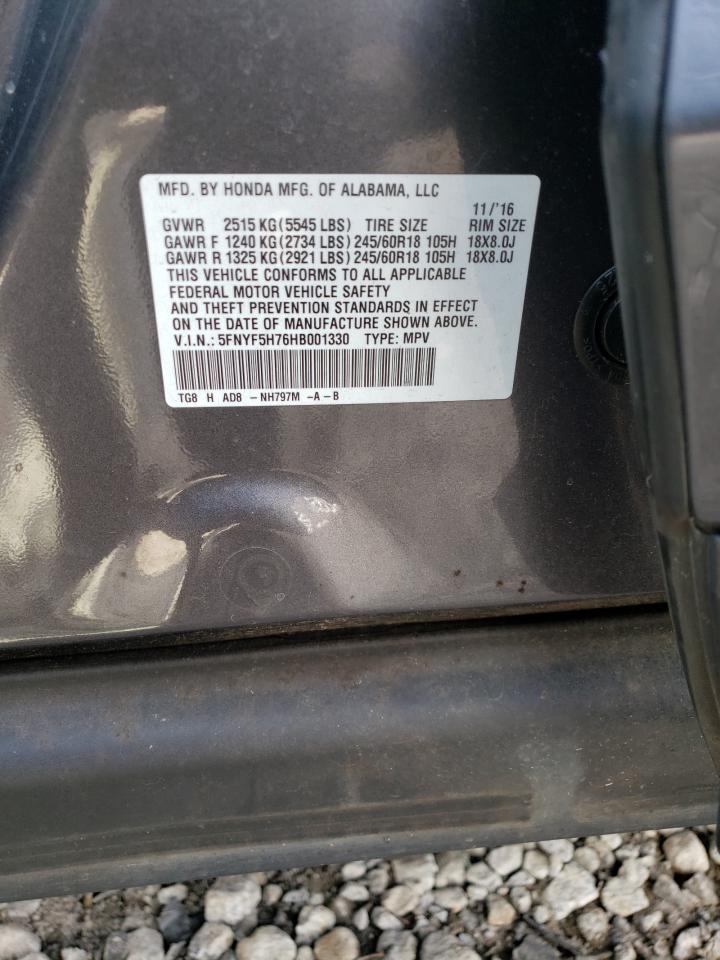 MFD. BY HONDA MFG. OF ALABAMA, LLC
11/'16
GVWR 2515 KG(5545 LBS) TIRE SIZE RIM SIZE
GAWR F 1240 KG(2734 LBS) 245/60R18 105H 18X8.0J
GAWR R 1325 KG(2921 LBS) 245/60R18 105H 18X8.0J
THIS VEHICLE CONFORMS TO ALL APPLICABLE
FEDERAL MOTOR VEHICLE SAFETY
AND THEFT PREVENTION STANDARDS IN EFFECT
ON THE DATE OF MANUFACTURE SHOWN ABOVE.
V.I.N.: 5FNYF5H76HB001330 TYPE: MPV
TG8 H AD8 -NH797M -A-B